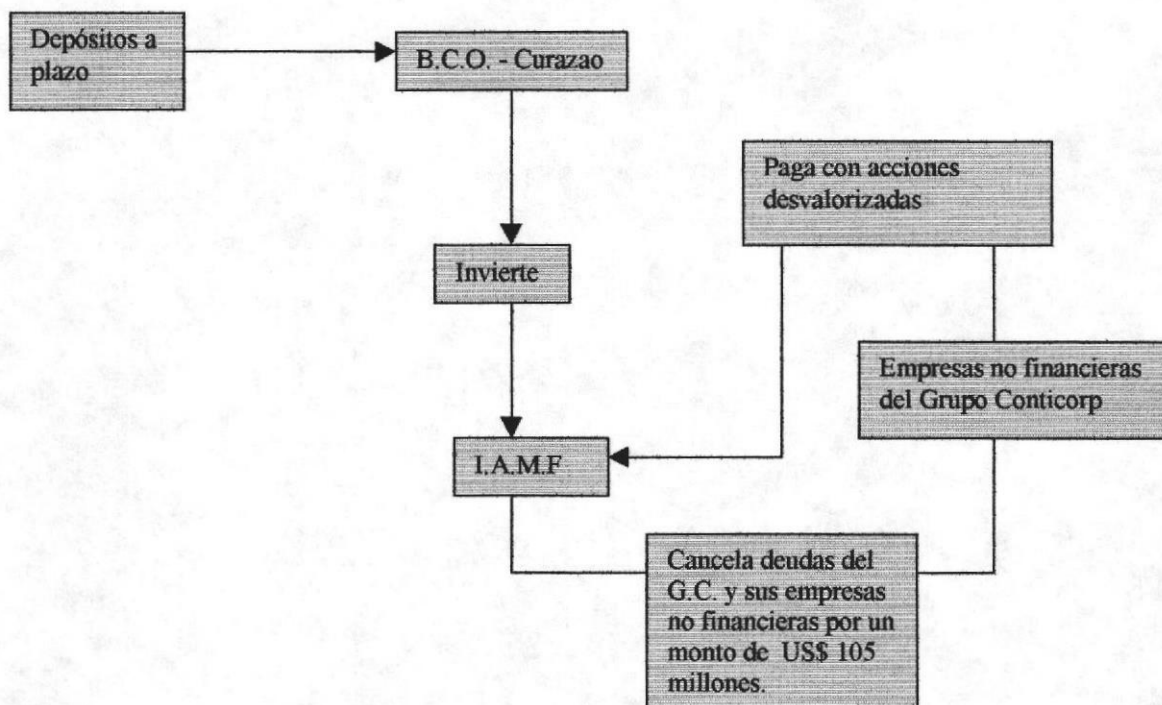 Depósitos a
plazo
B.C.O. - Curazao
Paga con acciones
desvalorizadas
Invierte
Empresas no financieras
del Grupo Conticorp
I.A.M.F
Cancela deudas del
G.C. y sus empresas
no financieras por un
monto de US$ 105
millones.